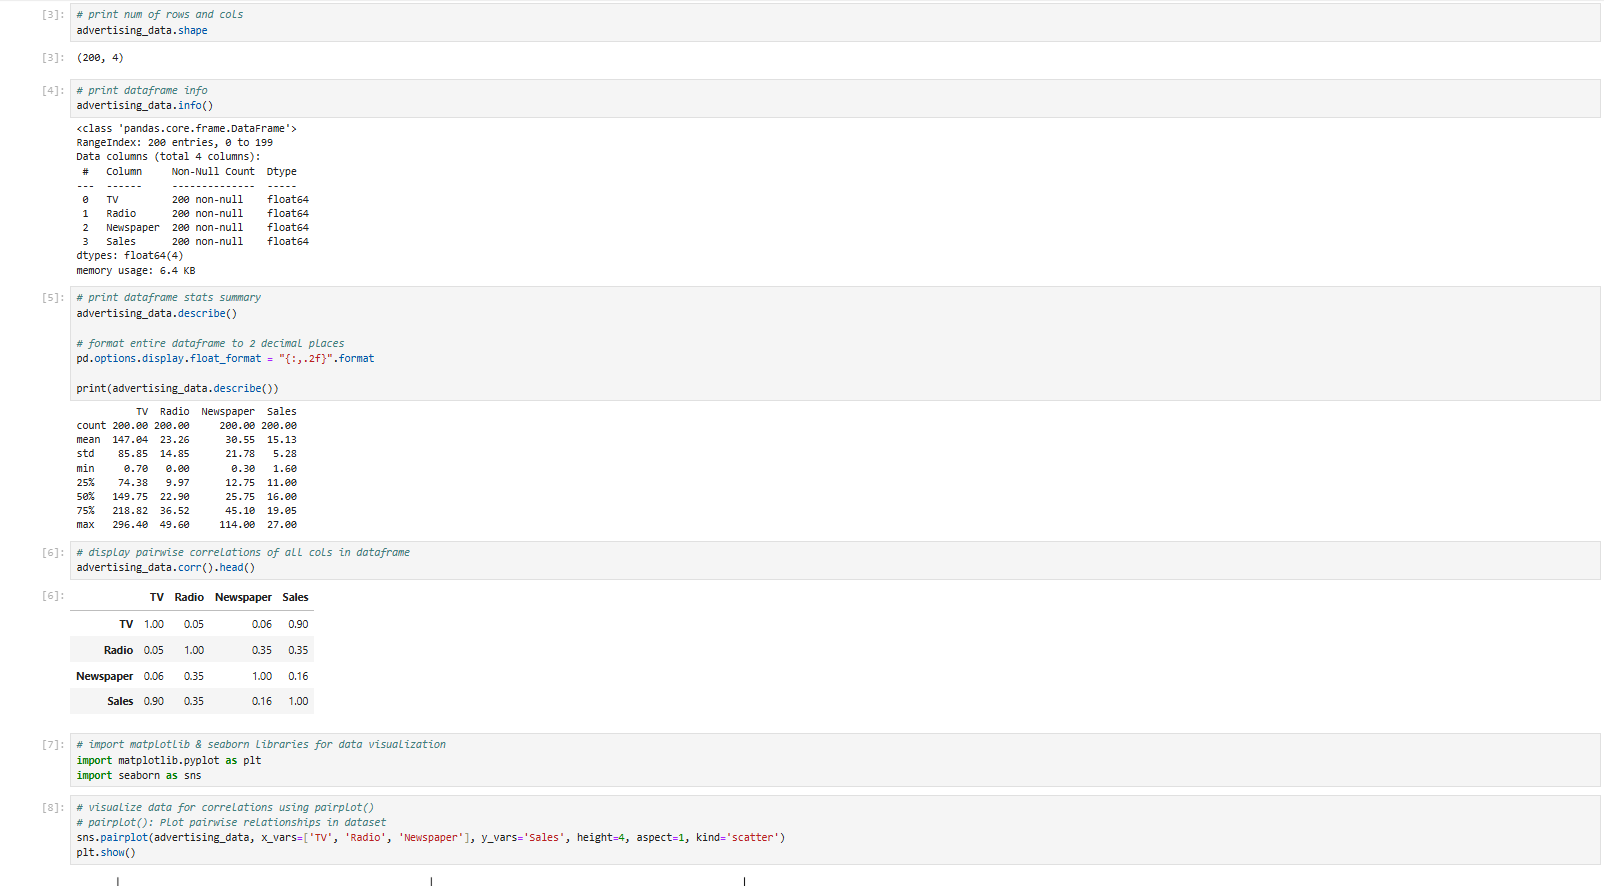 [3]: # print num of rows and cols
advertising_data.shape
[3]: (200, 4)
[4]: # print dataframe info
advertising_data.info()
<class 'pandas.core.frame.DataFrame'>
RangeIndex: 200 entries, 0 to 199
Data columns (total 4 columns):
 #   Column     Non-Null Count  Dtype
---  ------     --------------  -----
 0   TV         200 non-null    float64
 1   Radio      200 non-null    float64
 2   Newspaper  200 non-null    float64
 3   Sales      200 non-null    float64
dtypes: float64(4)
memory usage: 6.4 KB
[5]: # print dataframe stats summary
advertising_data.describe()
# format entire dataframe to 2 decimal places
pd.options.display.float_format = "{:,.2f}".format
print(advertising_data.describe())
          TV  Radio  Newspaper  Sales
count 200.00 200.00     200.00 200.00
mean  147.04  23.26      30.55  15.13
std    85.85  14.85      21.78   5.28
min     0.70   0.00       0.30   1.60
25%    74.38   9.97      12.75  11.00
50%   149.75  22.90      25.75  16.00
75%   218.82  36.52      45.10  19.05
max   296.40  49.60     114.00  27.00
[6]: # display pairwise correlations of all cols in dataframe
advertising_data.corr().head()
[6]: TV Radio Newspaper Sales
TV 1.00 0.05 0.06 0.90
Radio 0.05 1.00 0.35 0.35
Newspaper 0.06 0.35 1.00 0.16
Sales 0.90 0.35 0.16 1.00
[7]: # import matplotlib & seaborn libraries for data visualization
import matplotlib.pyplot as plt
import seaborn as sns
[8]: # visualize data for correlations using pairplot()
# pairplot(): Plot pairwise relationships in dataset
sns.pairplot(advertising_data, x_vars=['TV', 'Radio', 'Newspaper'], y_vars='Sales', height=4, aspect=1, kind='scatter')
plt.show()